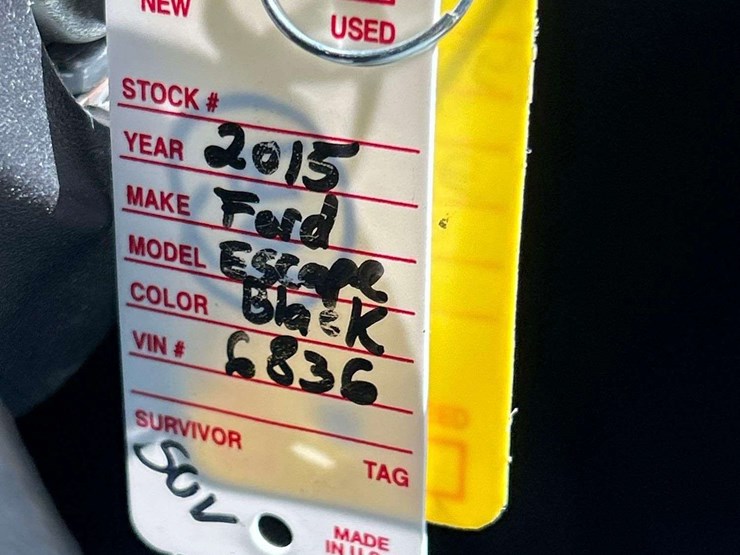 NEW USED
STOCK #
YEAR 2015
MAKE Ford
MODEL Escape
COLOR Black
VIN # 6836
SURVIVOR TAG
SUV
MADE
IN U.S.